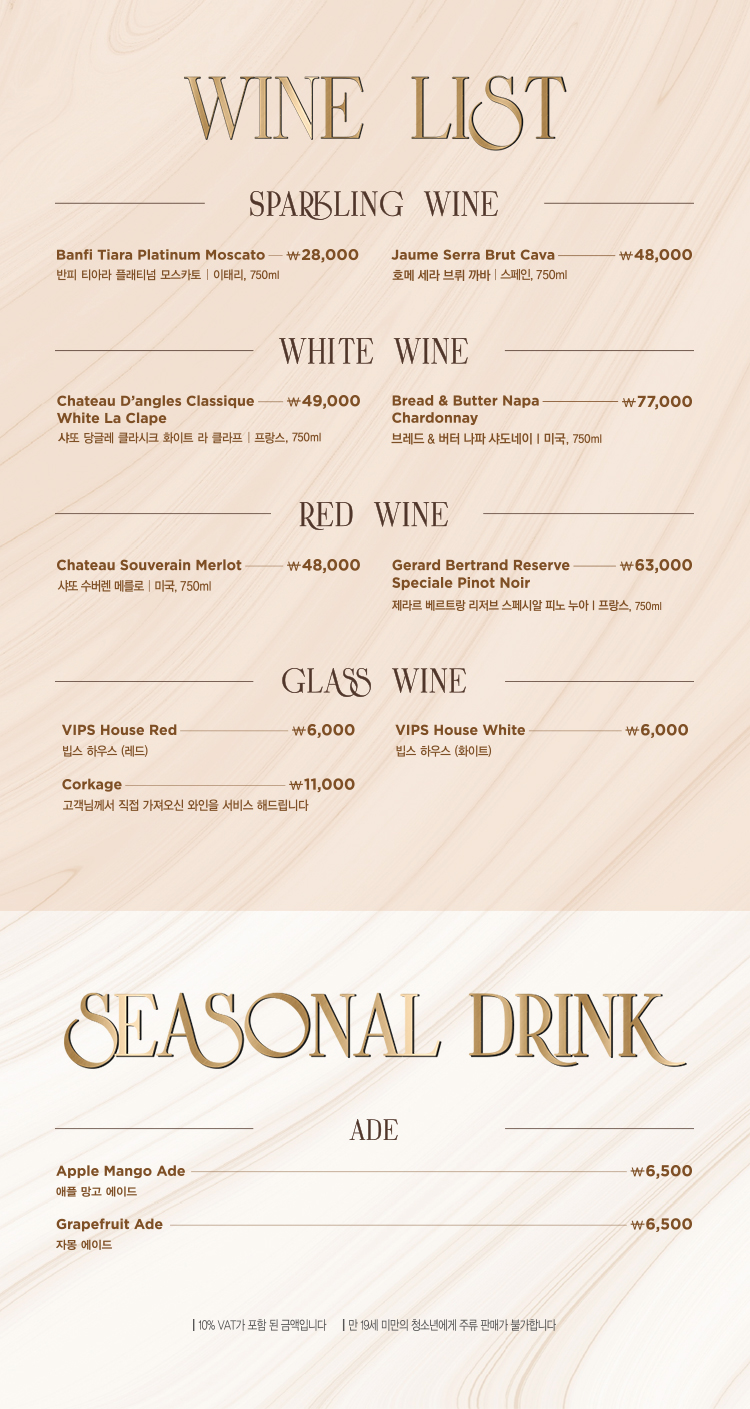 WINE LIST
SPARKLING WINE
Banfi Tiara Platinum Moscato ₩28,000
반피 티아라 플래티넘 모스카토 | 이태리, 750ml
Jaume Serra Brut Cava ₩48,000
호메 세라 브뤼 까바 | 스페인, 750ml
WHITE WINE
Chateau D’angles Classique ₩49,000
White La Clape
샤또 당글레 클라시크 화이트 라 클라프 | 프랑스, 750ml
Bread & Butter Napa ₩77,000
Chardonnay
브레드 & 버터 나파 샤도네이 | 미국, 750ml
RED WINE
Chateau Souverain Merlot ₩48,000
샤또 수버렌 메를로 | 미국, 750ml
Gerard Bertrand Reserve ₩63,000
Speciale Pinot Noir
제라르 베르트랑 리저브 스페시알 피노 누아 | 프랑스, 750ml
GLASS WINE
VIPS House Red ₩6,000
빕스 하우스 (레드)
VIPS House White ₩6,000
빕스 하우스 (화이트)
Corkage ₩11,000
고객님께서 직접 가져오신 와인을 서비스 해드립니다
SEASONAL DRINK
ADE
Apple Mango Ade ₩6,500
애플 망고 에이드
Grapefruit Ade ₩6,500
자몽 에이드
| 10% VAT가 포함 된 금액입니다 | 만 19세 미만의 청소년에게 주류 판매가 불가합니다